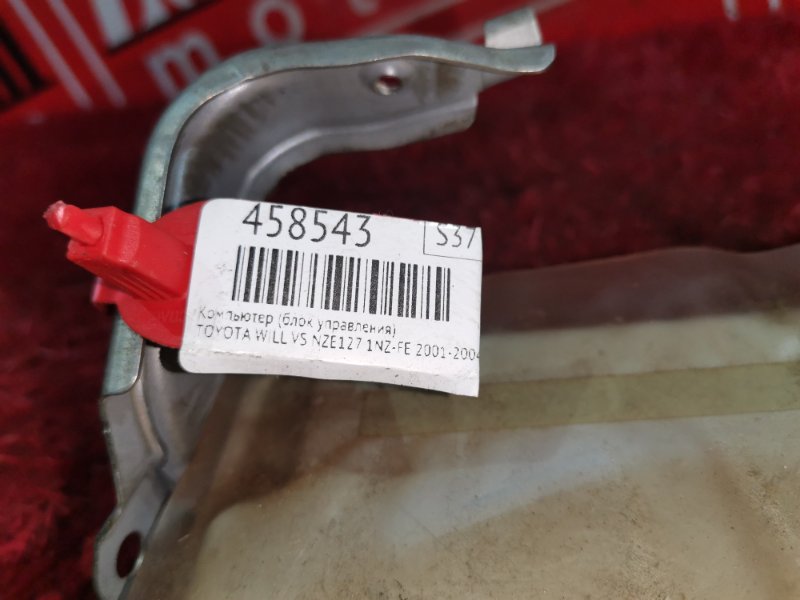 458543 S37
Компьютер (блок управления)
TOYOTA WILL VS NZE127 1NZ-FE 2001-2004